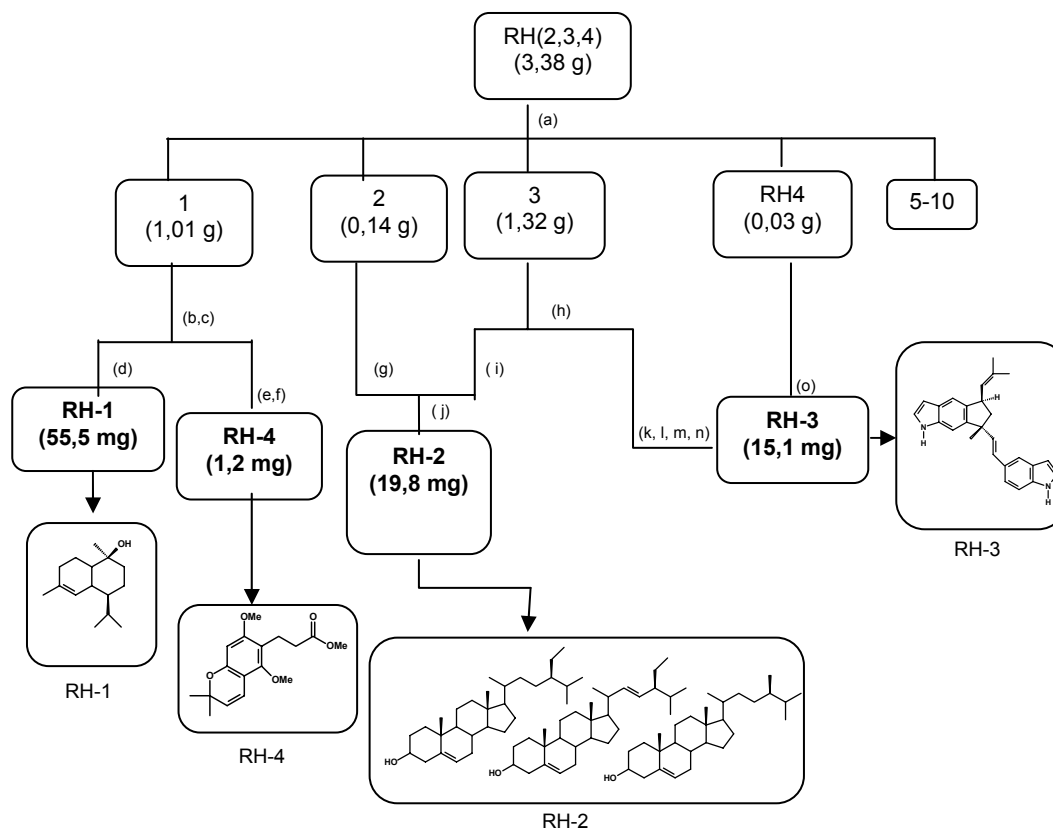 RH(2,3,4)
(3,38 g)
(a)
1
(1,01 g)
2
(0,14 g)
3
(1,32 g)
RH4
(0,03 g)
5-10
(b,c)
(h)
(d)
(e,f)
(g)
( i)
( j)
(k, l, m, n)
(o)
RH-1
(55,5 mg)
RH-4
(1,2 mg)
RH-2
(19,8 mg)
RH-3
(15,1 mg)
H
N
H
N
H
RH-3
OH
RH-1
OMe
O
OMe
O
OMe
RH-4
HO
HO
HO
RH-2